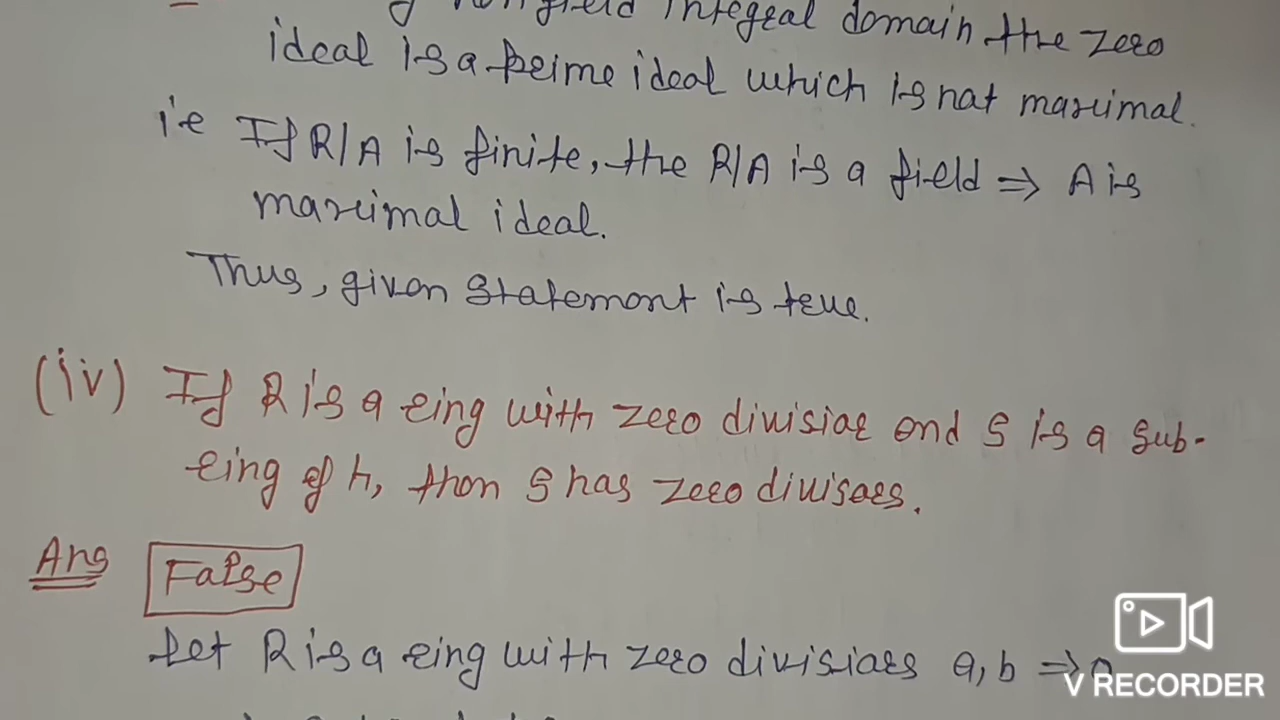 field integral domain the zero
ideal is a prime ideal which is not maximal.
i.e If R/A is finite, the R/A is a field ⇒ A is
maximal ideal.
Thus, given statement is true.
(iv) If R is a ring with zero divisior and S is a sub-
ring of h, then S has zero divisors.
Ans False
Let R is a ring with zero divisiors a, b ⇒
V RECORDER